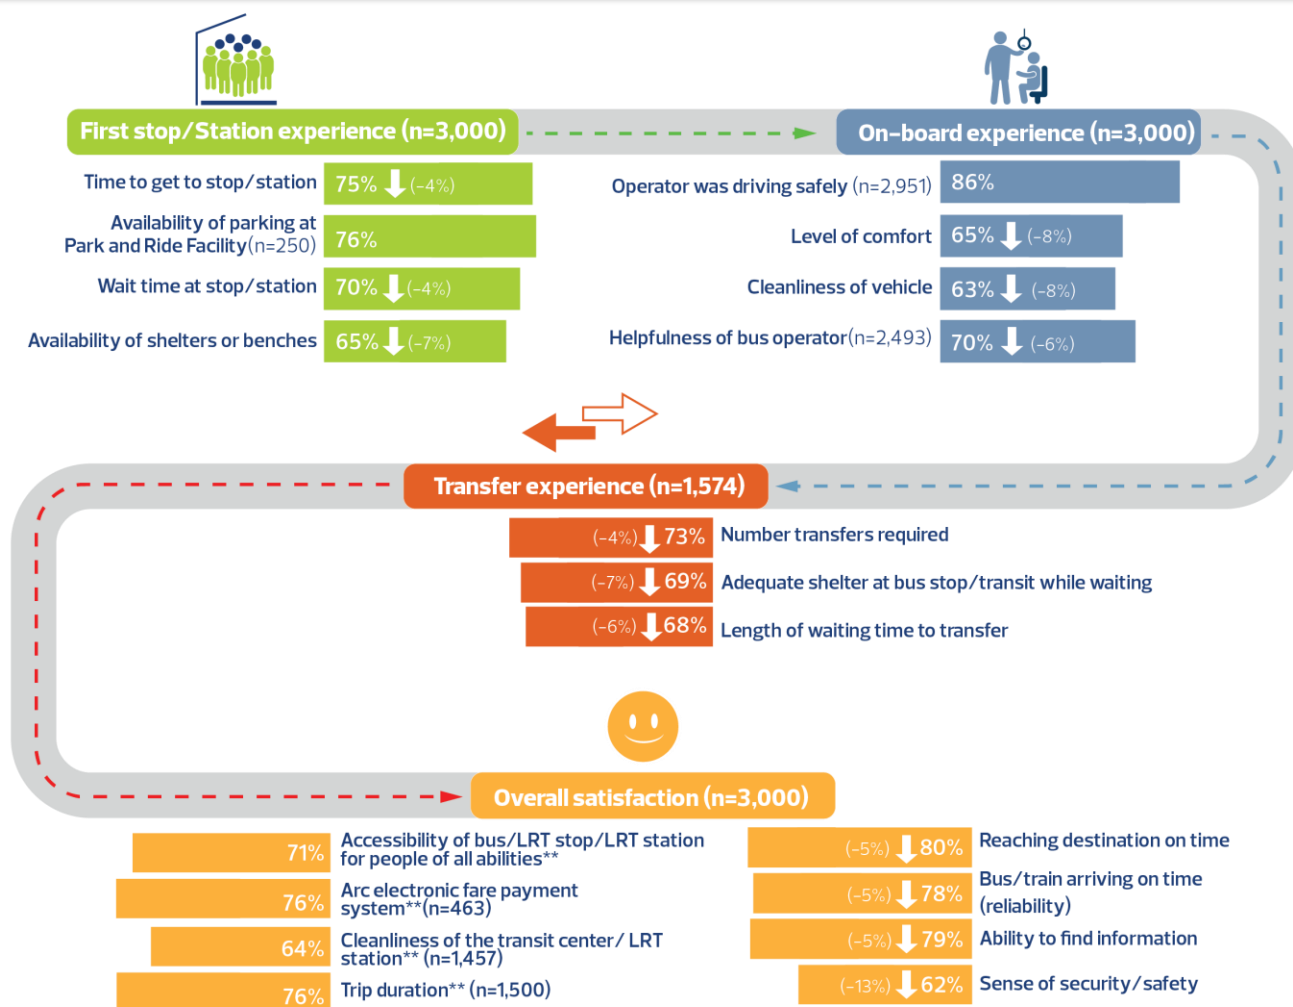 First stop/Station experience (n=3,000)
Time to get to stop/station
75% (-4%)
Availability of parking at
Park and Ride Facility(n=250)
76%
Wait time at stop/station
70% (-4%)
Availability of shelters or benches
65% (-7%)
On-board experience (n=3,000)
Operator was driving safely (n=2,951)
86%
Level of comfort
65% (-8%)
Cleanliness of vehicle
63% (-8%)
Helpfulness of bus operator(n=2,493)
70% (-6%)
Transfer experience (n=1,574)
(-4%) 73% Number transfers required
(-7%) 69% Adequate shelter at bus stop/transit while waiting
(-6%) 68% Length of waiting time to transfer
Overall satisfaction (n=3,000)
71%
Accessibility of bus/LRT stop/LRT station
for people of all abilities**
76%
Arc electronic fare payment
system**(n=463)
64%
Cleanliness of the transit center/ LRT
station** (n=1,457)
76% Trip duration** (n=1,500)
(-5%) 80% Reaching destination on time
(-5%) 78%
Bus/train arriving on time
(reliability)
(-5%) 79% Ability to find information
(-13%) 62% Sense of security/safety